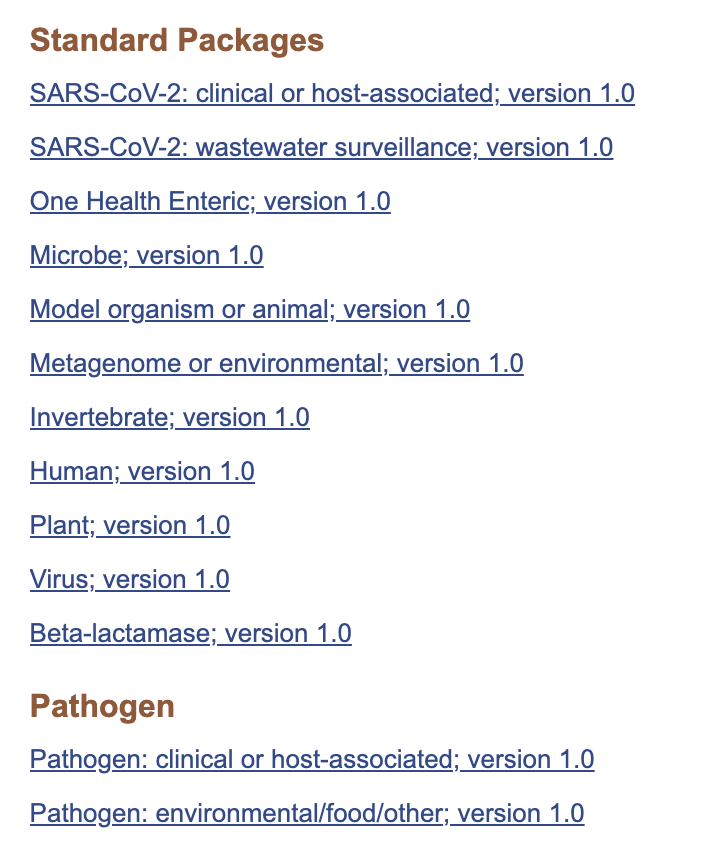 Standard Packages
SARS-CoV-2: clinical or host-associated; version 1.0
SARS-CoV-2: wastewater surveillance; version 1.0
One Health Enteric; version 1.0
Microbe; version 1.0
Model organism or animal; version 1.0
Metagenome or environmental; version 1.0
Invertebrate; version 1.0
Human; version 1.0
Plant; version 1.0
Virus; version 1.0
Beta-lactamase; version 1.0
Pathogen
Pathogen: clinical or host-associated; version 1.0
Pathogen: environmental/food/other; version 1.0